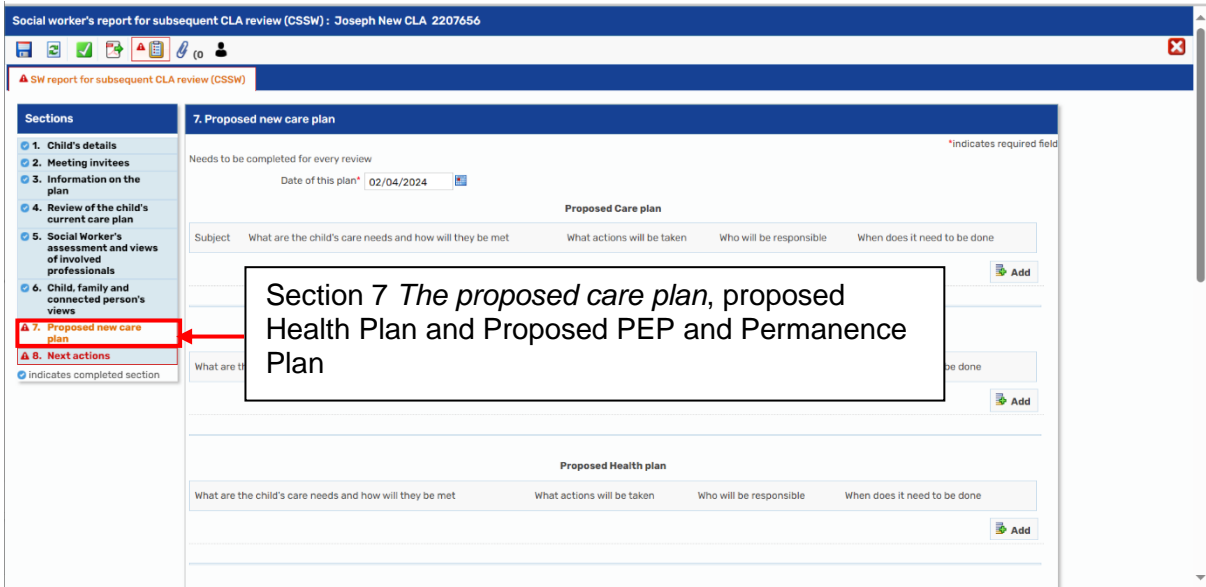 Social worker's report for subsequent CLA review (CSSW) : Joseph New CLA 2207656
(0
SW report for subsequent CLA review (CSSW)
Sections
1. Child's details
2. Meeting invitees
3. Information on the
plan
4. Review of the child's
current care plan
5. Social Worker's
assessment and views
of involved
professionals
6. Child, family and
connected person's
views
7. Proposed new care
plan
8. Next actions
indicates completed section
7. Proposed new care plan
*indicates required field
Needs to be completed for every review
Date of this plan* 02/04/2024
Proposed Care plan
Subject What are the child's care needs and how will they be met What actions will be taken Who will be responsible When does it need to be done
Add
Section 7 The proposed care plan, proposed
Health Plan and Proposed PEP and Permanence
Plan
What are be done
Add
Proposed Health plan
What are the child's care needs and how will they be met What actions will be taken Who will be responsible When does it need to be done
Add